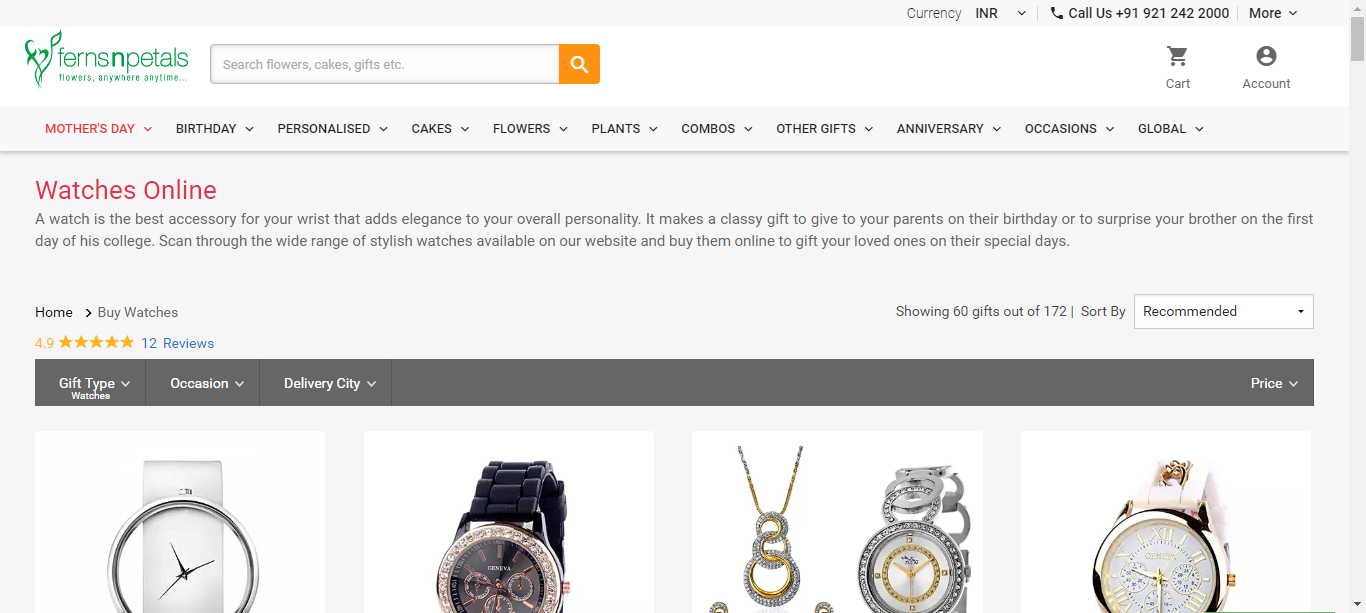 Currency INR Call Us +91 921 242 2000 More
fernsnpetals
flowers, anywhere anytime...
Search flowers, cakes, gifts etc.
Cart Account
MOTHER'S DAY BIRTHDAY PERSONALISED CAKES FLOWERS PLANTS COMBOS OTHER GIFTS ANNIVERSARY OCCASIONS GLOBAL
Watches Online
A watch is the best accessory for your wrist that adds elegance to your overall personality. It makes a classy gift to give to your parents on their birthday or to surprise your brother on the first
day of his college. Scan through the wide range of stylish watches available on our website and buy them online to gift your loved ones on their special days.
Home Buy Watches
Showing 60 gifts out of 172 | Sort By Recommended
4.9 12 Reviews
Gift Type Occasion Delivery City Price
Watches
GENEVA
GENEVA